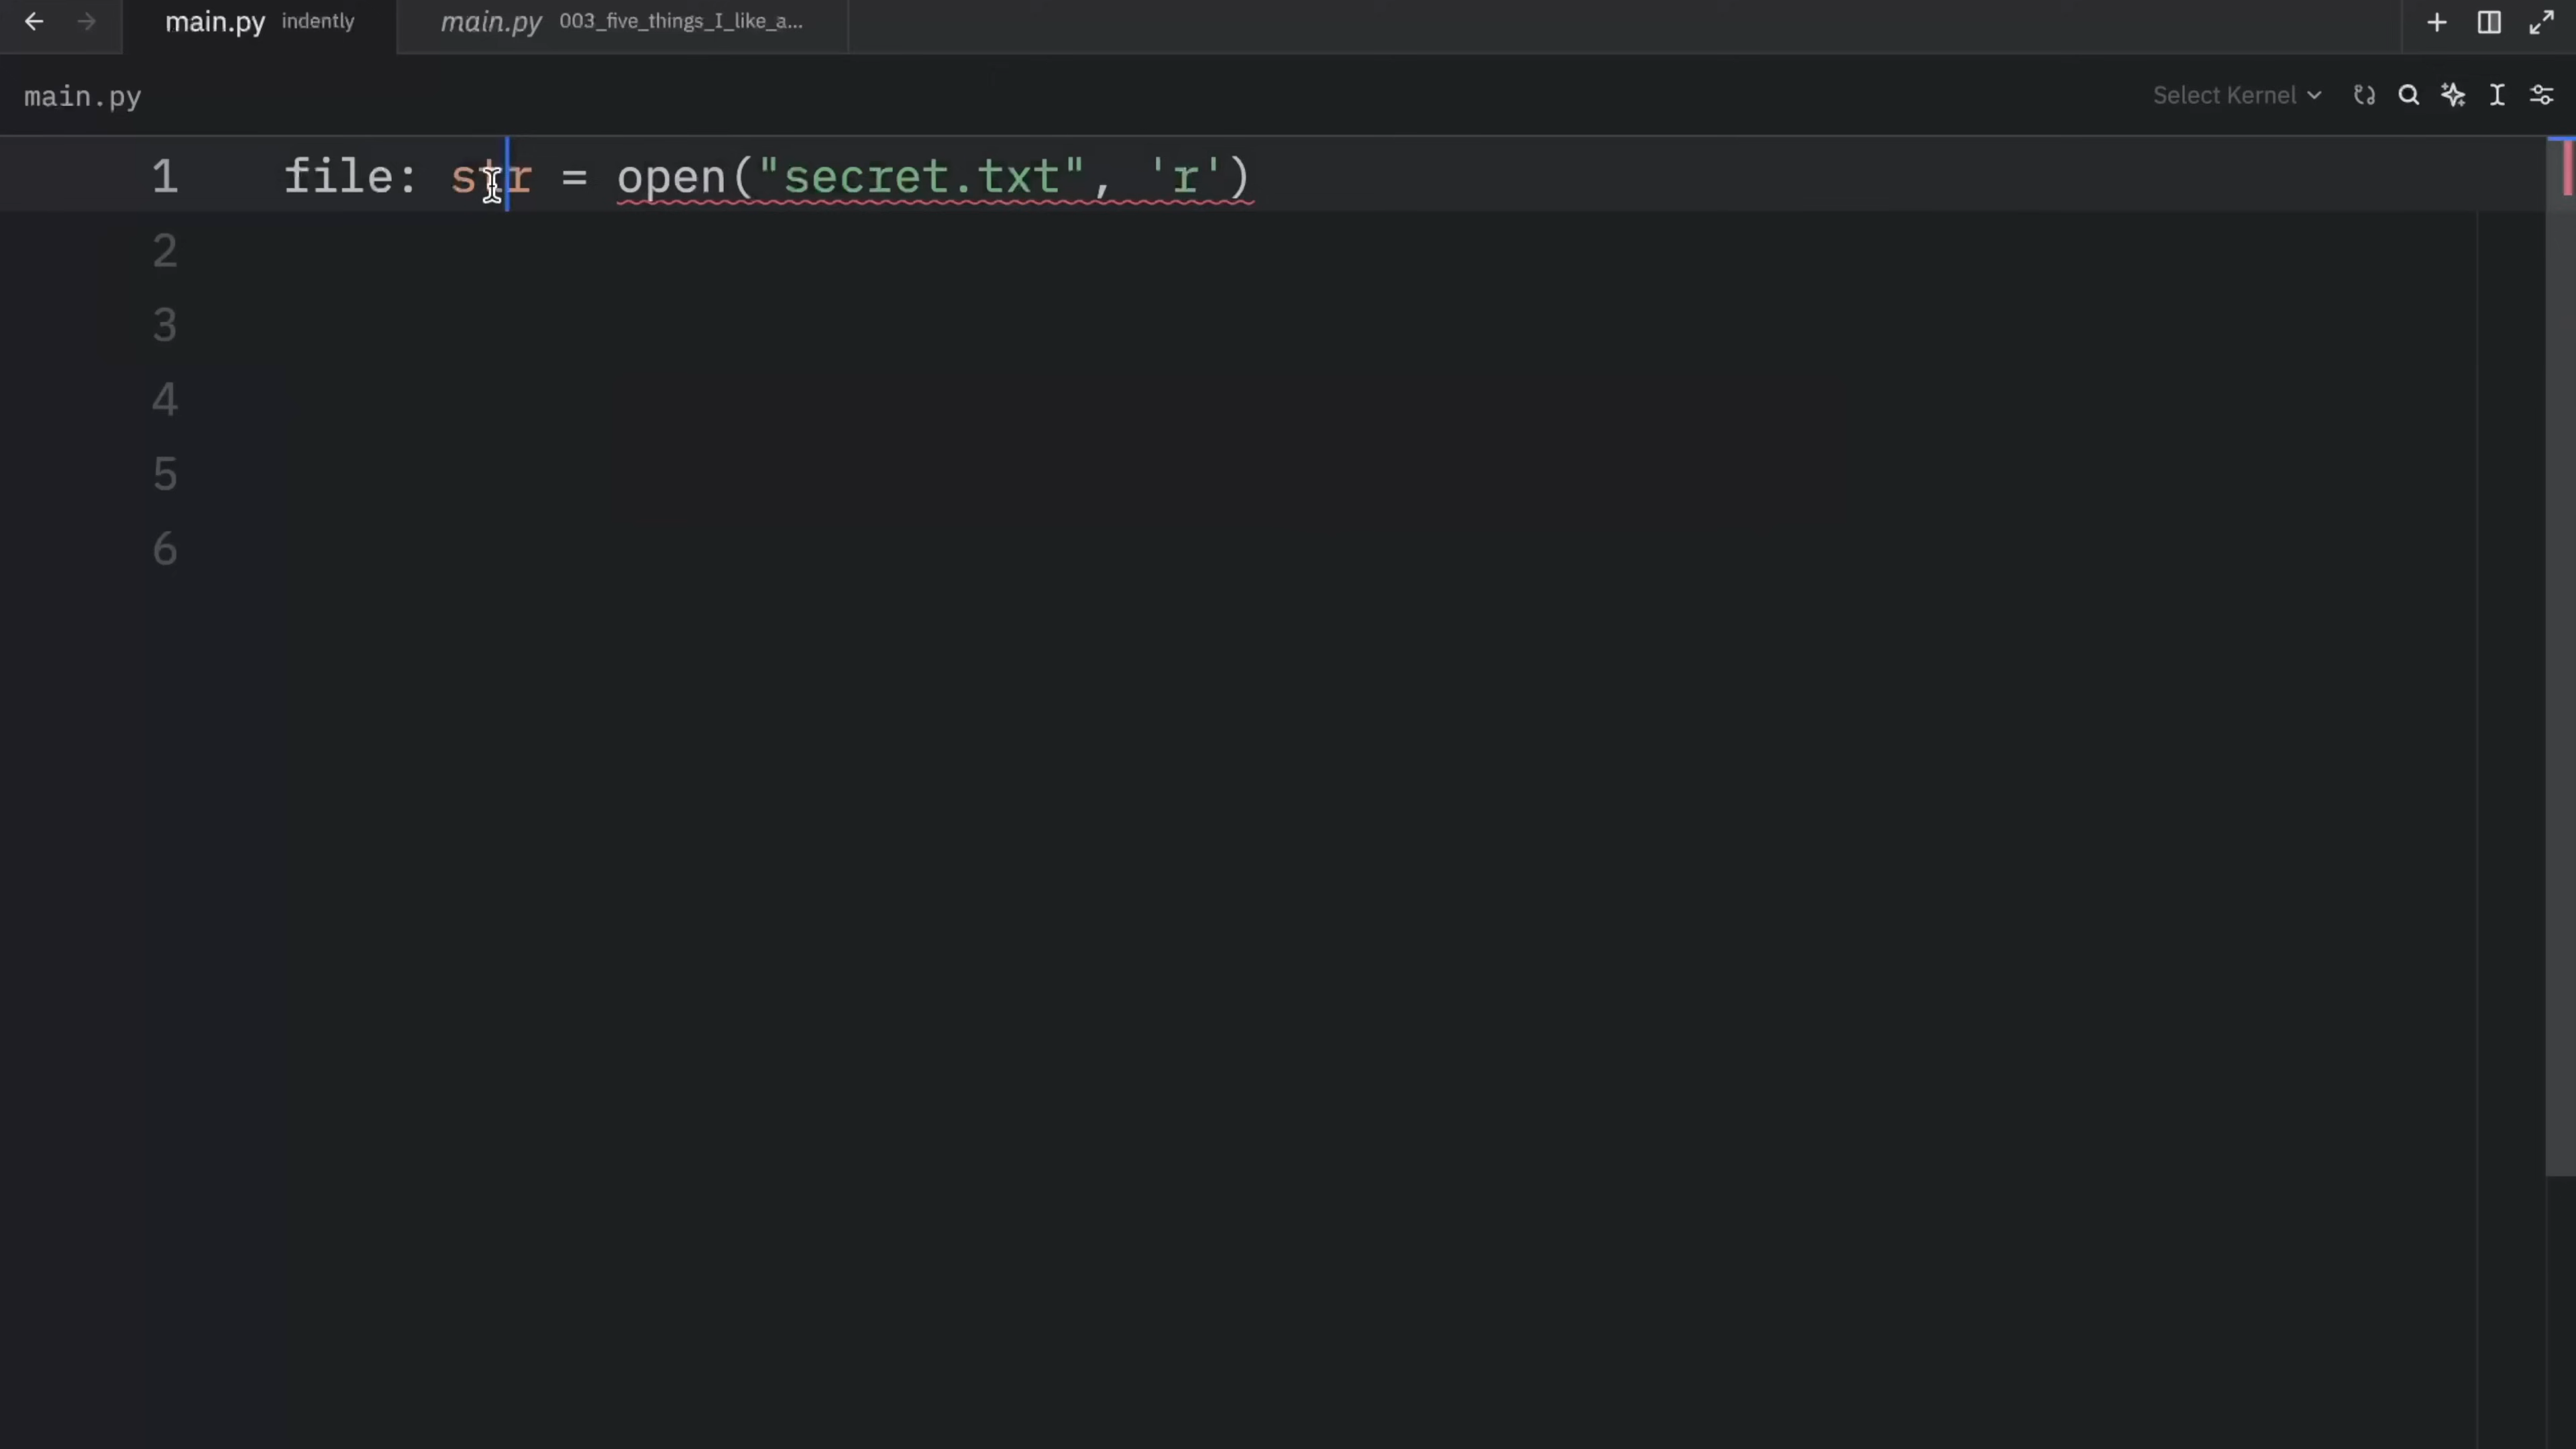 main.py indently main.py 003_five_things_I_like_a...
main.py Select Kernel
1 file: str = open("secret.txt", 'r')
2
3
4
5
6